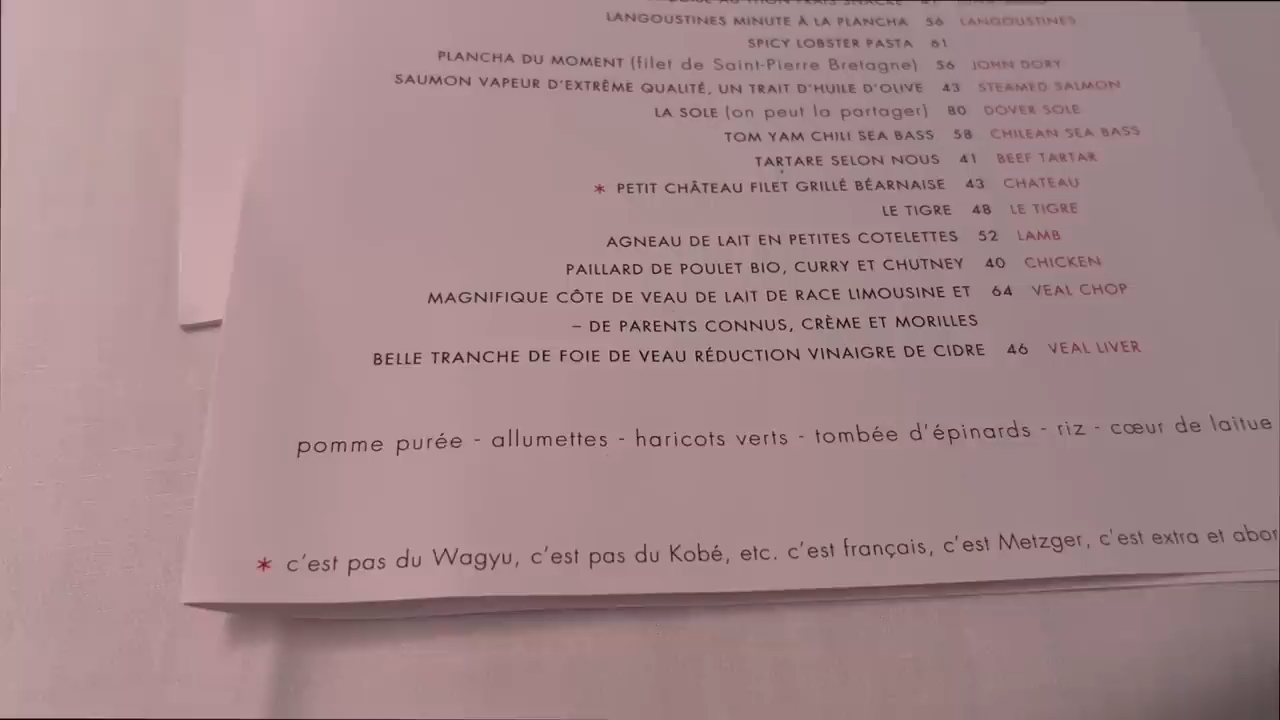 LANGOUSTINES MINUTE À LA PLANCHA 56 LANGOUSTINES
SPICY LOBSTER PASTA 61
PLANCHA DU MOMENT (filet de Saint-Pierre Bretagne) 56 JOHN DORY
SAUMON VAPEUR D'EXTRÊME QUALITÉ, UN TRAIT D'HUILE D'OLIVE 43 STEAMED SALMON
LA SOLE (on peut la partager) 80 DOVER SOLE
TOM YAM CHILI SEA BASS 58 CHILEAN SEA BASS
TARTARE SELON NOUS 41 BEEF TARTAR
* PETIT CHÂTEAU FILET GRILLÉ BÉARNAISE 43 CHATEAU
LE TIGRE 48 LE TIGRE
AGNEAU DE LAIT EN PETITES COTELETTES 52 LAMB
PAILLARD DE POULET BIO, CURRY ET CHUTNEY 40 CHICKEN
MAGNIFIQUE CÔTE DE VEAU DE LAIT DE RACE LIMOUSINE ET 64 VEAL CHOP
– DE PARENTS CONNUS, CRÈME ET MORILLES
BELLE TRANCHE DE FOIE DE VEAU RÉDUCTION VINAIGRE DE CIDRE 46 VEAL LIVER
pomme purée - allumettes - haricots verts - tombée d'épinards - riz - cœur de laitue
* c'est pas du Wagyu, c'est pas du Kobé, etc. c'est français, c'est Metzger, c'est extra et abor